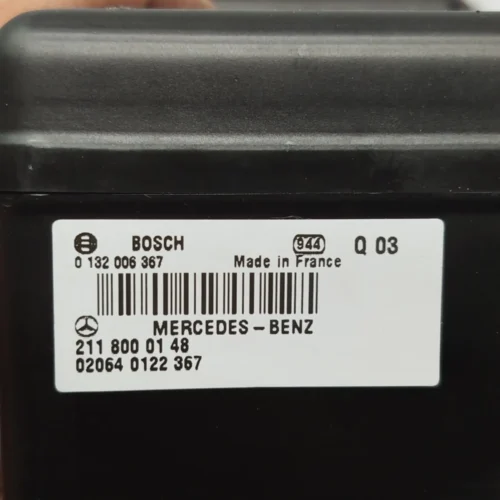 BOSCH 944 Q 03
0 132 006 367 Made in France
MERCEDES-BENZ
211 800 01 48
02064 0122 367